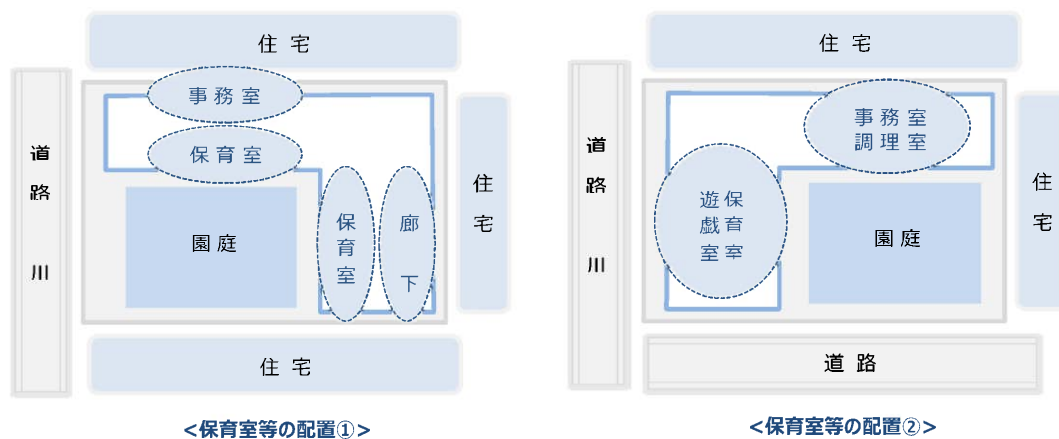 住宅
事務室
保育室
道路
川
園庭
保育室
廊下
住宅
住宅
<保育室等の配置①>
住宅
事務室
調理室
道路
川
遊戯室
保育室
園庭
住宅
道路
<保育室等の配置②>